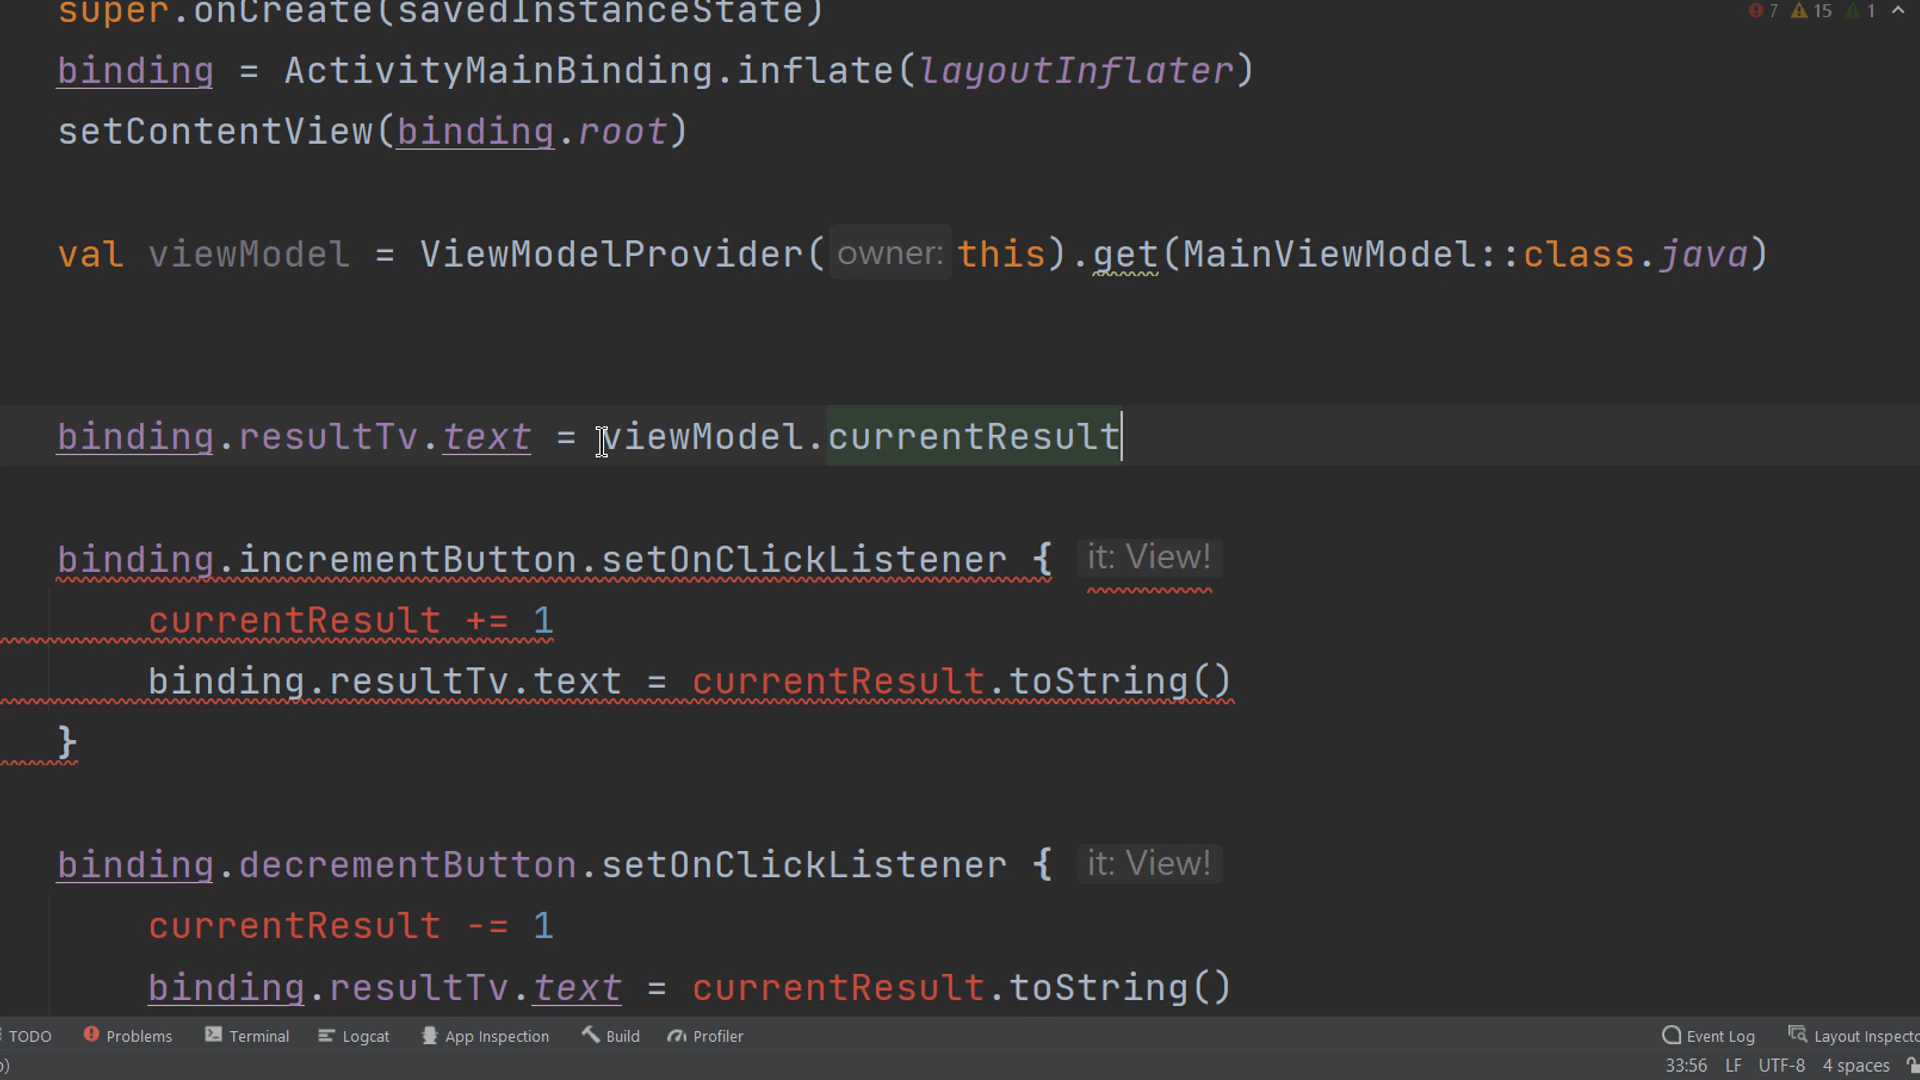 super.onCreate(savedInstanceState)
7 15 1
binding = ActivityMainBinding.inflate(layoutInflater)
setContentView(binding.root)
val viewModel = ViewModelProvider( owner: this).get(MainViewModel::class.java)
binding.resultTv.text = viewModel.currentResult
binding.incrementButton.setOnClickListener { it: View!
currentResult += 1
binding.resultTv.text = currentResult.toString()
}
binding.decrementButton.setOnClickListener { it: View!
currentResult -= 1
binding.resultTv.text = currentResult.toString()
TODO Problems Terminal Logcat App Inspection Build Profiler Event Log Layout Inspecto
33:56 LF UTF-8 4 spaces